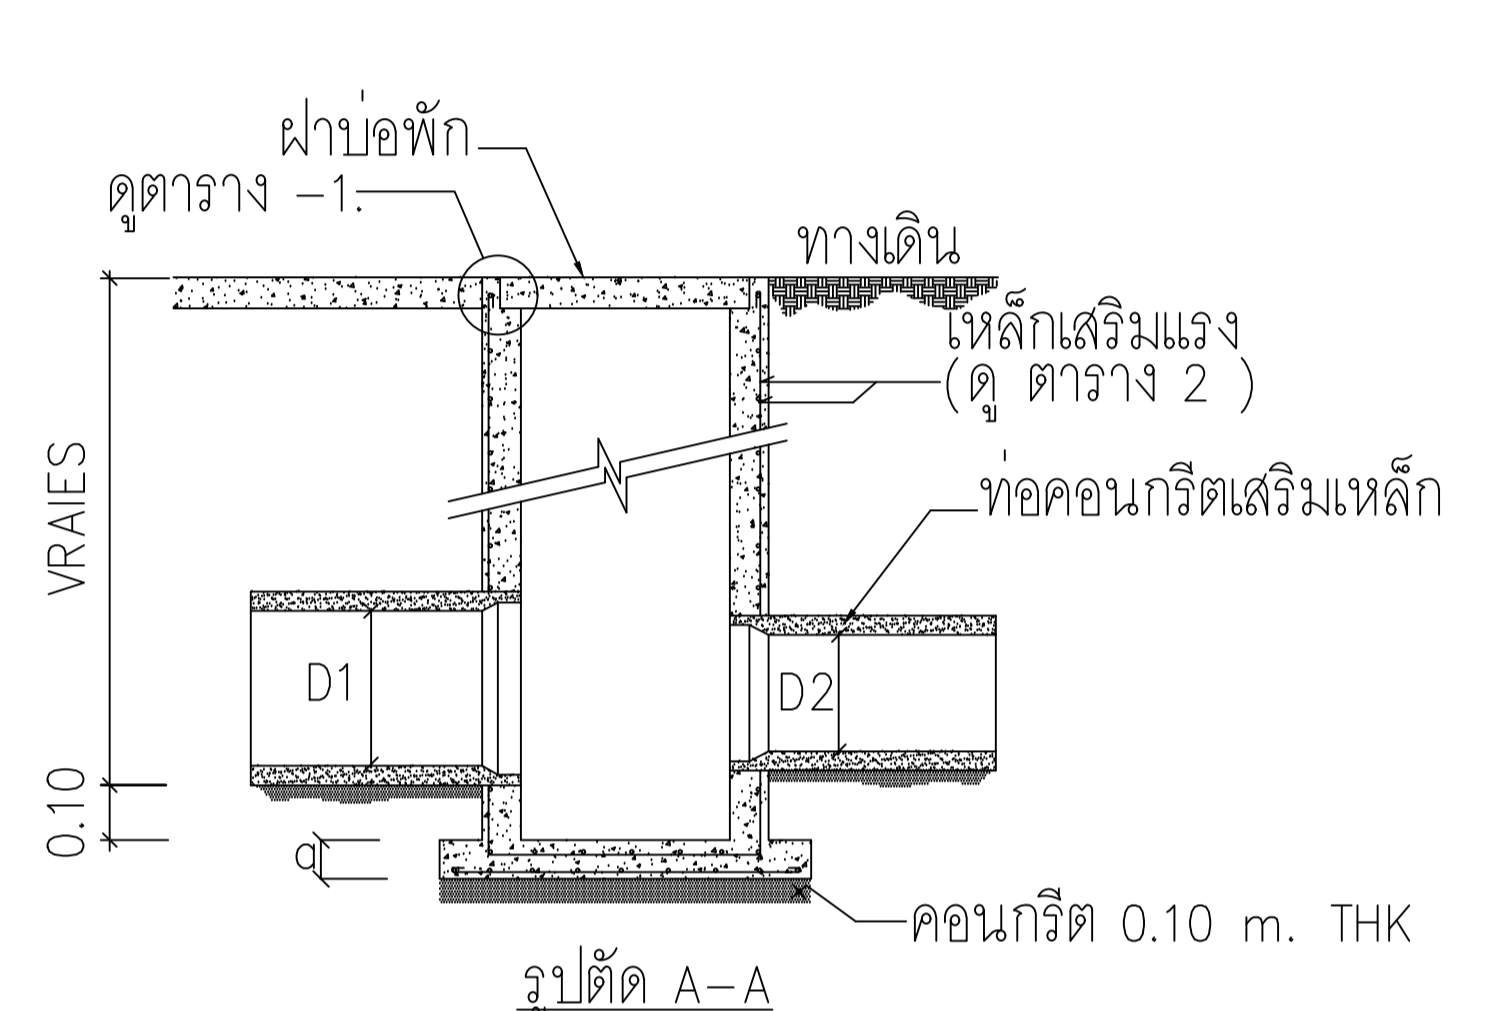 ฝาบ่อพัก
ดูตาราง -1.
ทางเดิน
เหล็กเสริมแรง
(ดู ตาราง 2 )
ท่อคอนกรีตเสริมเหล็ก
VRAIES
D1
D2
0.10
a
คอนกรีต 0.10 m. THK
รูปตัด A-A